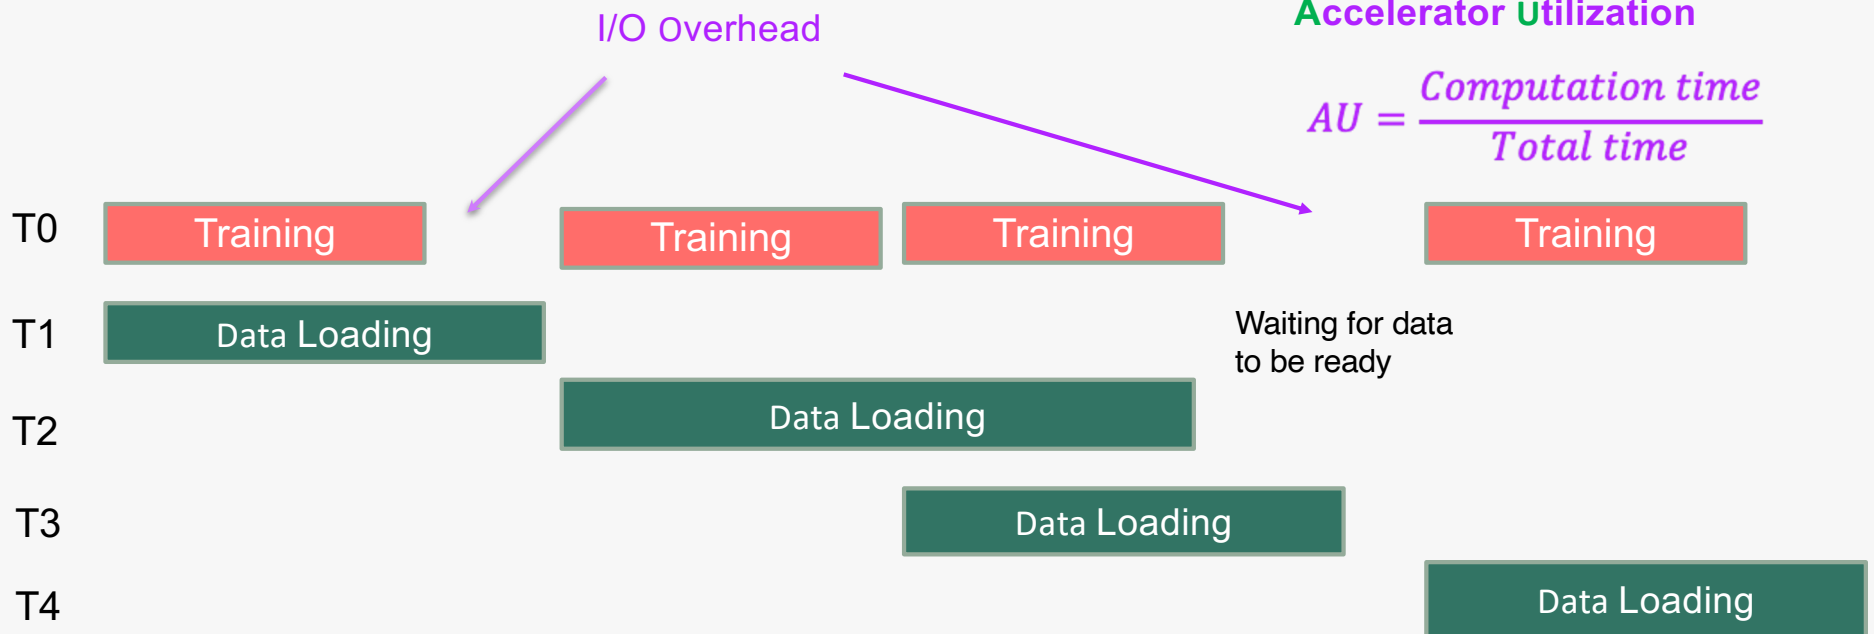 I/O Overhead
Accelerator Utilization
AU = Computation time / Total time
T0
Training
Training
Training
Training
T1
Data Loading
Waiting for data
to be ready
T2
Data Loading
T3
Data Loading
T4
Data Loading